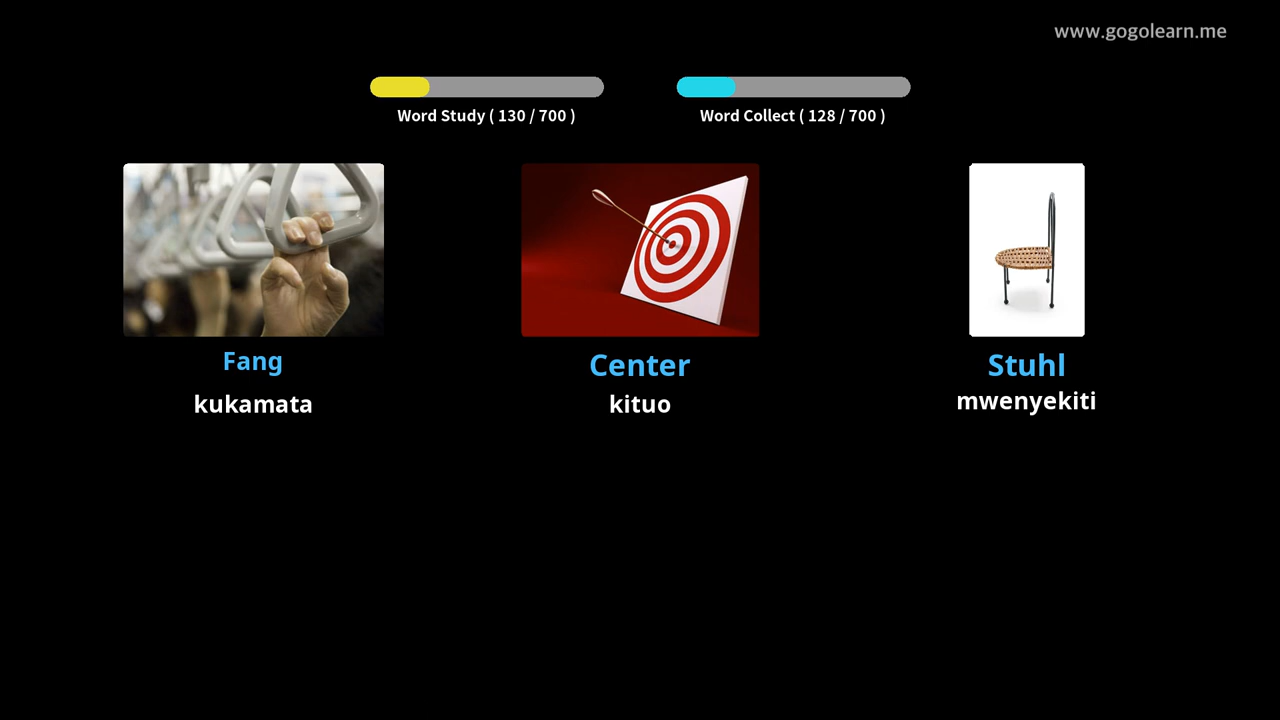 www.gogolearn.me
Word Study ( 130 / 700 )
Word Collect ( 128 / 700 )
Fang
kukamata
Center
kituo
Stuhl
mwenyekiti